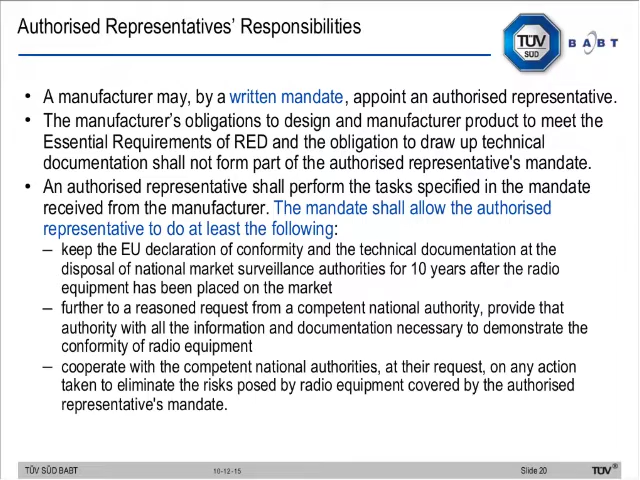 Authorised Representatives' Responsibilities
TÜV
SÜD
BABT
• A manufacturer may, by a written mandate, appoint an authorised representative.
• The manufacturer's obligations to design and manufacturer product to meet the
Essential Requirements of RED and the obligation to draw up technical
documentation shall not form part of the authorised representative's mandate.
• An authorised representative shall perform the tasks specified in the mandate
received from the manufacturer. The mandate shall allow the authorised
representative to do at least the following:
– keep the EU declaration of conformity and the technical documentation at the
disposal of national market surveillance authorities for 10 years after the radio
equipment has been placed on the market
– further to a reasoned request from a competent national authority, provide that
authority with all the information and documentation necessary to demonstrate the
conformity of radio equipment
– cooperate with the competent national authorities, at their request, on any action
taken to eliminate the risks posed by radio equipment covered by the authorised
representative's mandate.
TÜV SÜD BABT 10-12-15 Slide 20 TÜV®